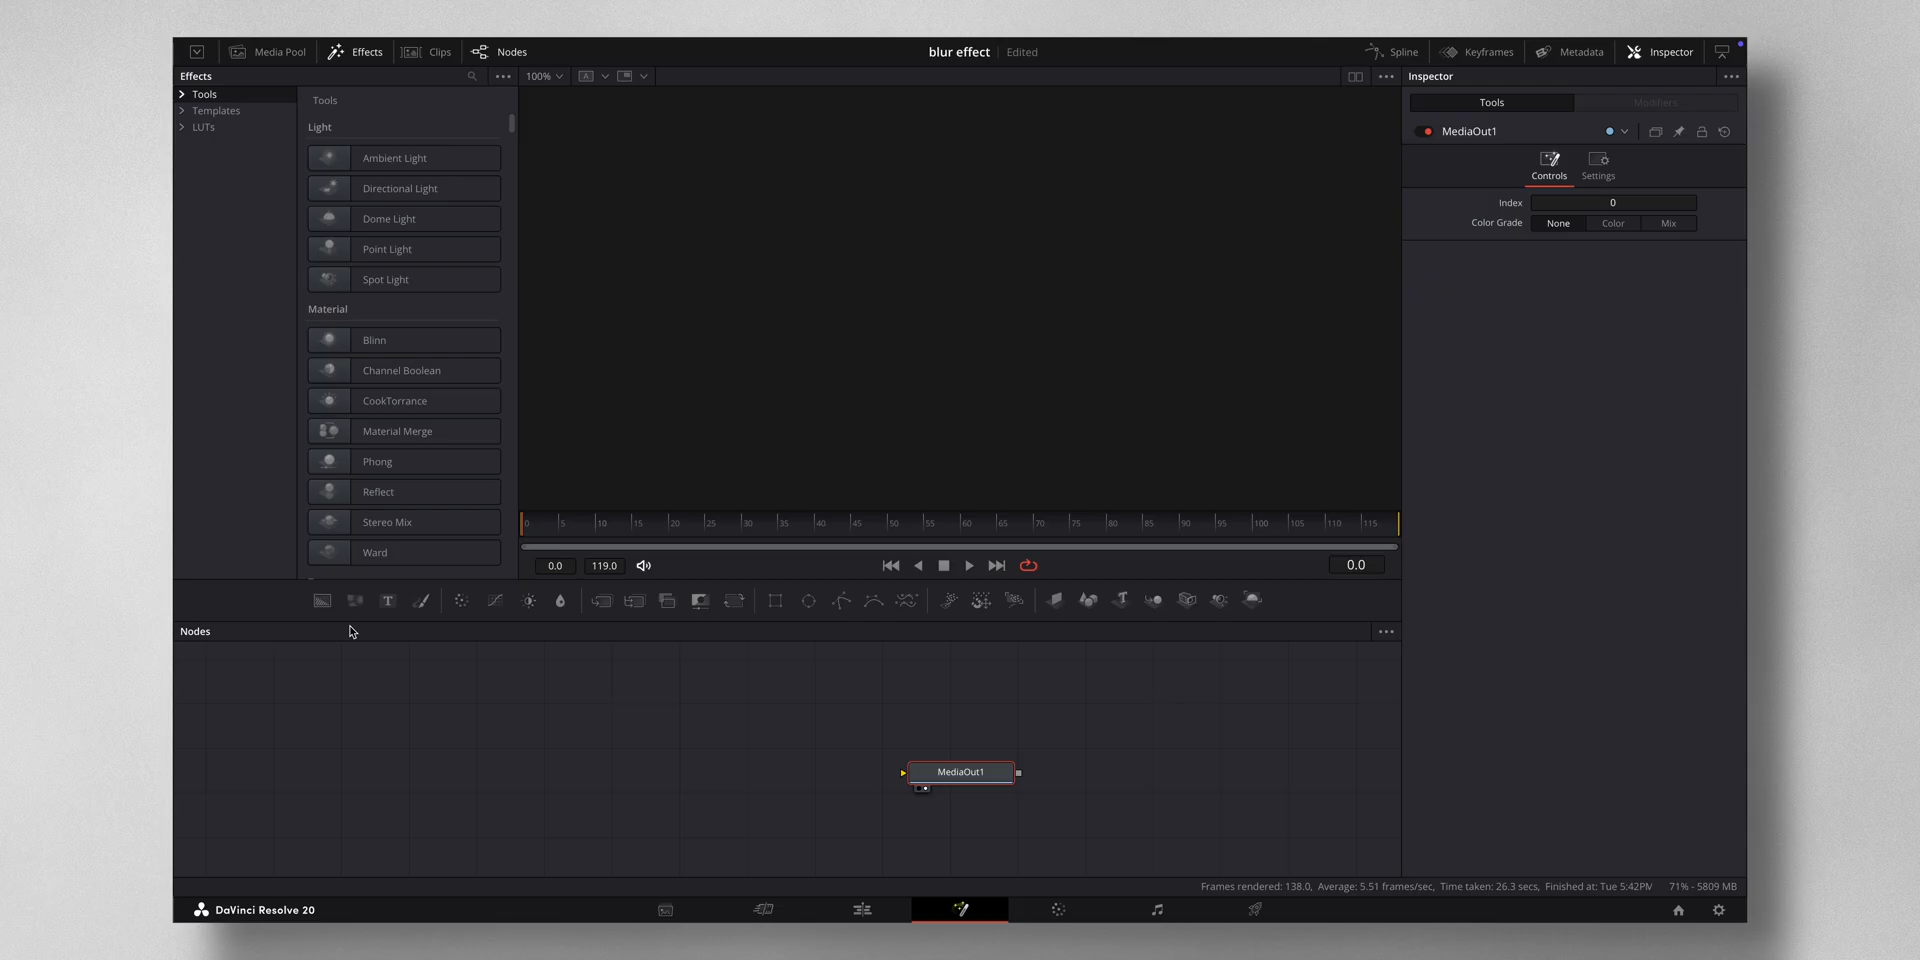 Media Pool Effects Clips Nodes blur effect Edited Spline Keyframes Metadata Inspector
Effects 100% A Inspector
Tools
Templates
LUTs
Tools
Light
Ambient Light
Directional Light
Dome Light
Point Light
Spot Light
Material
Blinn
Channel Boolean
CookTorrance
Material Merge
Phong
Reflect
Stereo Mix
Ward
0 5 10 15 20 25 30 35 40 45 50 55 60 65 70 75 80 85 90 95 100 105 110 115
0.0 119.0 0.0
T T
Tools Modifiers
MediaOut1
Controls Settings
Index 0
Color Grade None Color Mix
Nodes
MediaOut1
Frames rendered: 138.0, Average: 5.51 frames/sec, Time taken: 26.3 secs, Finished at: Tue 5:42PM 71% - 5809 MB
DaVinci Resolve 20